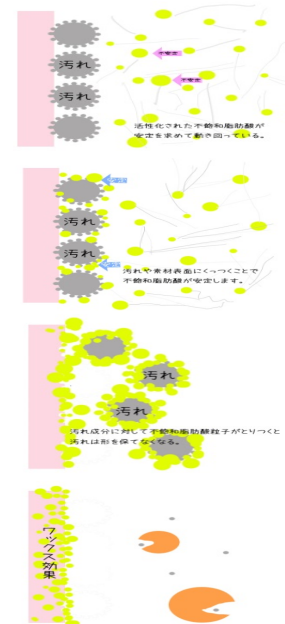 不安定
汚れ
不安定
汚れ
活性化された不飽和脂肪酸が
安定を求めて動き回っている。
汚れ
汚れ
汚れや素材表面にくっつくことで
不飽和脂肪酸が安定します。
汚れ
汚れ
汚れ成分に対して不飽和脂肪酸粒子がとりつくと
汚れは形を保てなくなる。
ワックス効果